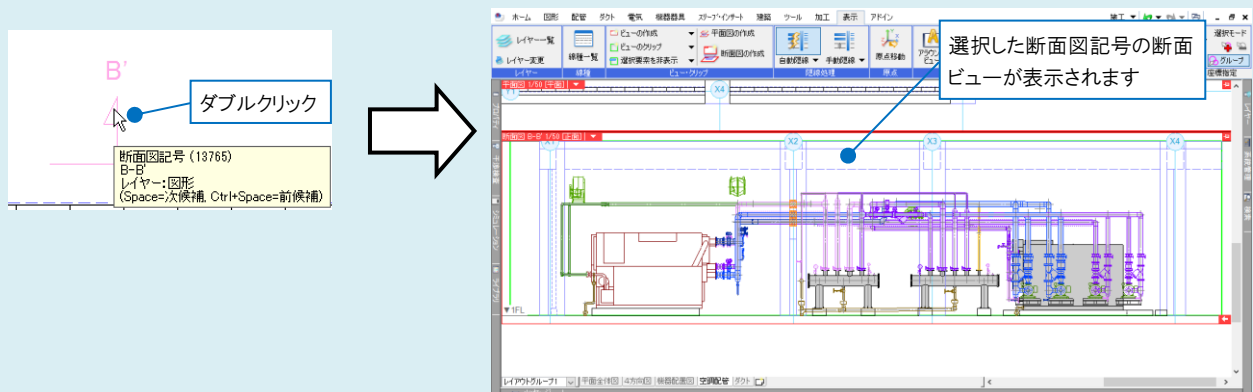 B'
ダブルクリック
断面図記号 (13765)
B-B'
レイヤー:図形
(Space=次候補, Ctrl+Space=前候補)
ホーム 図形 配管 ダクト 電気 機器器具 スリーブ・インサート 建築 ツール 加工 表示 アドイン
レイヤー一覧
レイヤー変更
レイヤー
線種一覧
線種
ビューの作成
ビューのクリップ
選択要素を非表示
平面図の作成
断面図の作成
ビュー・クリップ
自動隠線 手動隠線
隠線処理
原点移動
原点
選択モード
グループ
座標指定
選択した断面図記号の断面
ビューが表示されます
平面図 1/50 [平面]
X4
断面図 B-B' 1/50 [正面]
X1 X2 X3 X4
▼1FL
レイアウトグループ1 平面全体図 4方向図 機器配置図 空調配管 ダクト